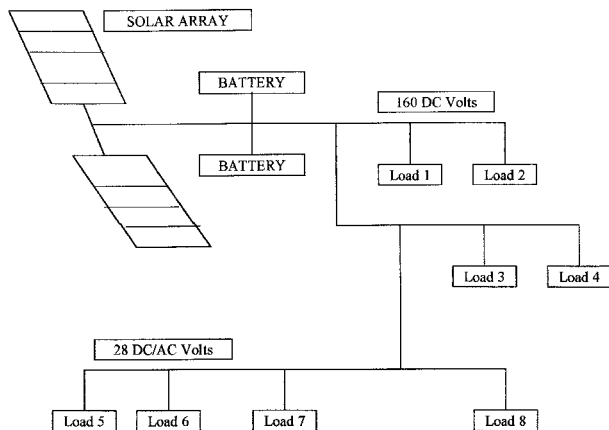 SOLAR ARRAY
BATTERY
160 DC Volts
BATTERY
Load 1
Load 2
Load 3
Load 4
28 DC/AC Volts
Load 5
Load 6
Load 7
Load 8